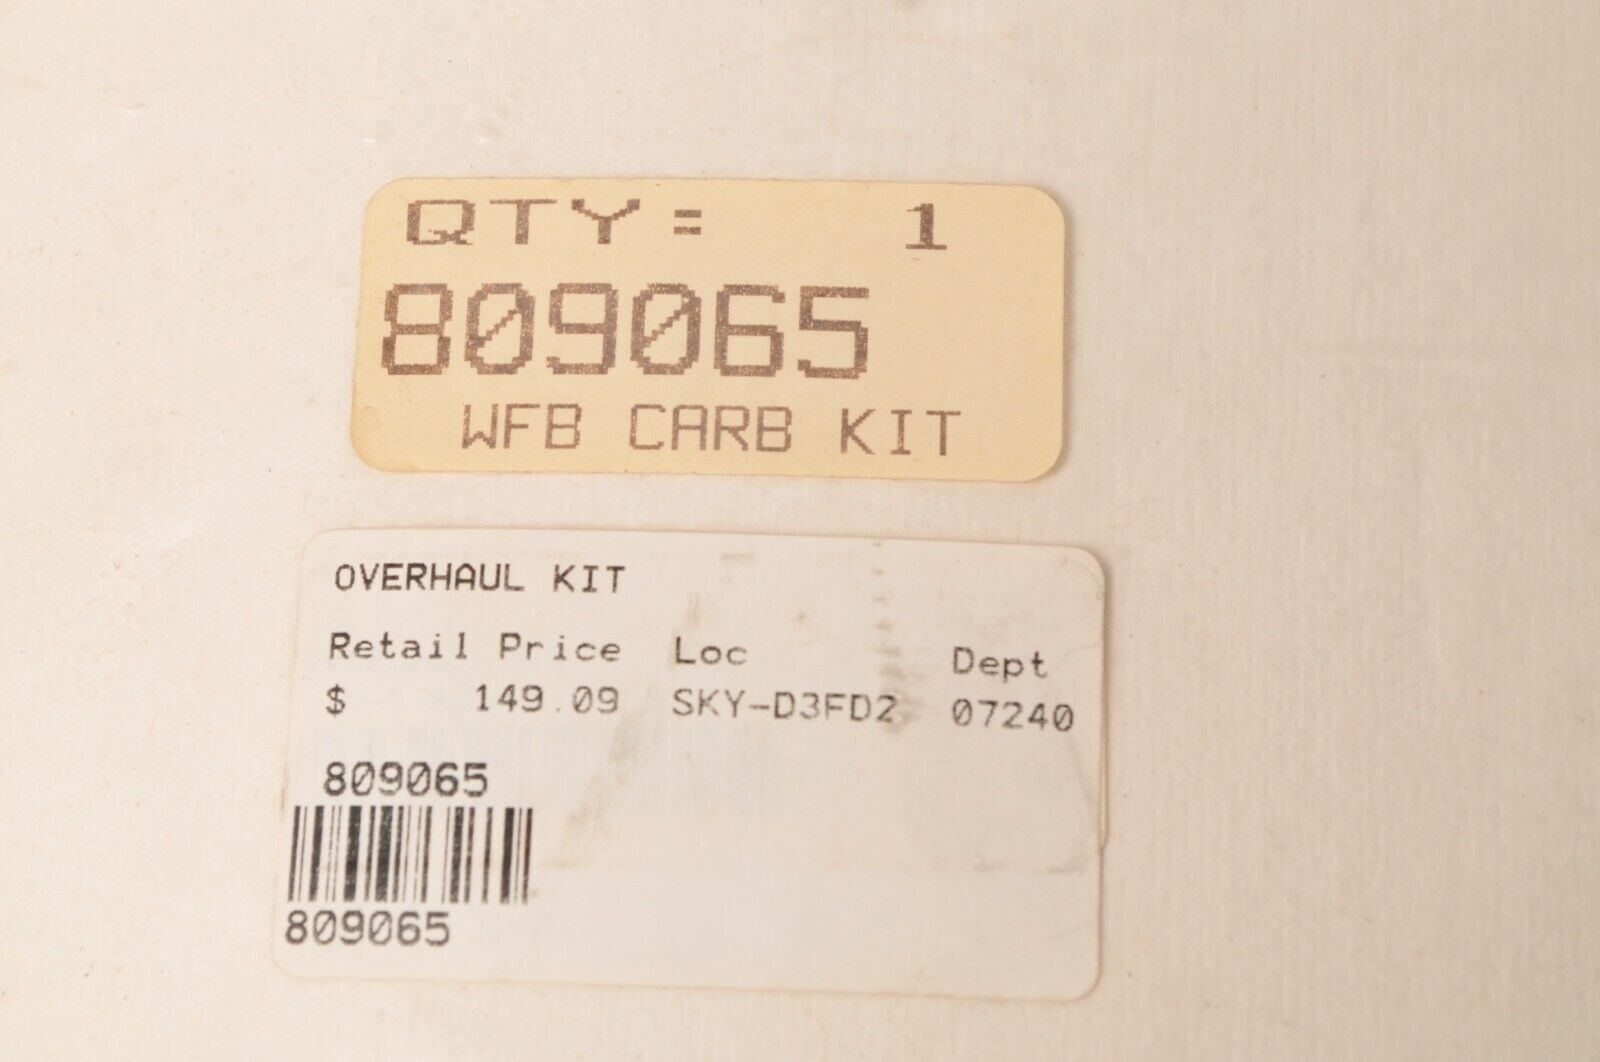 QTY= 1
809065
WFB CARB KIT
OVERHAUL KIT
Retail Price Loc Dept
$ 149.09 SKY-D3FD2 07240
809065
809065